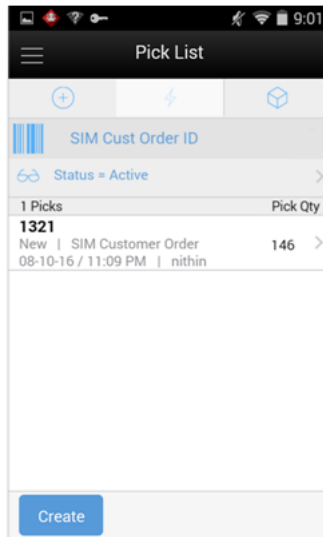 9:01
Pick List
SIM Cust Order ID
Status = Active
1 Picks Pick Qty
1321
New | SIM Customer Order 146
08-10-16 / 11:09 PM | nithin
Create